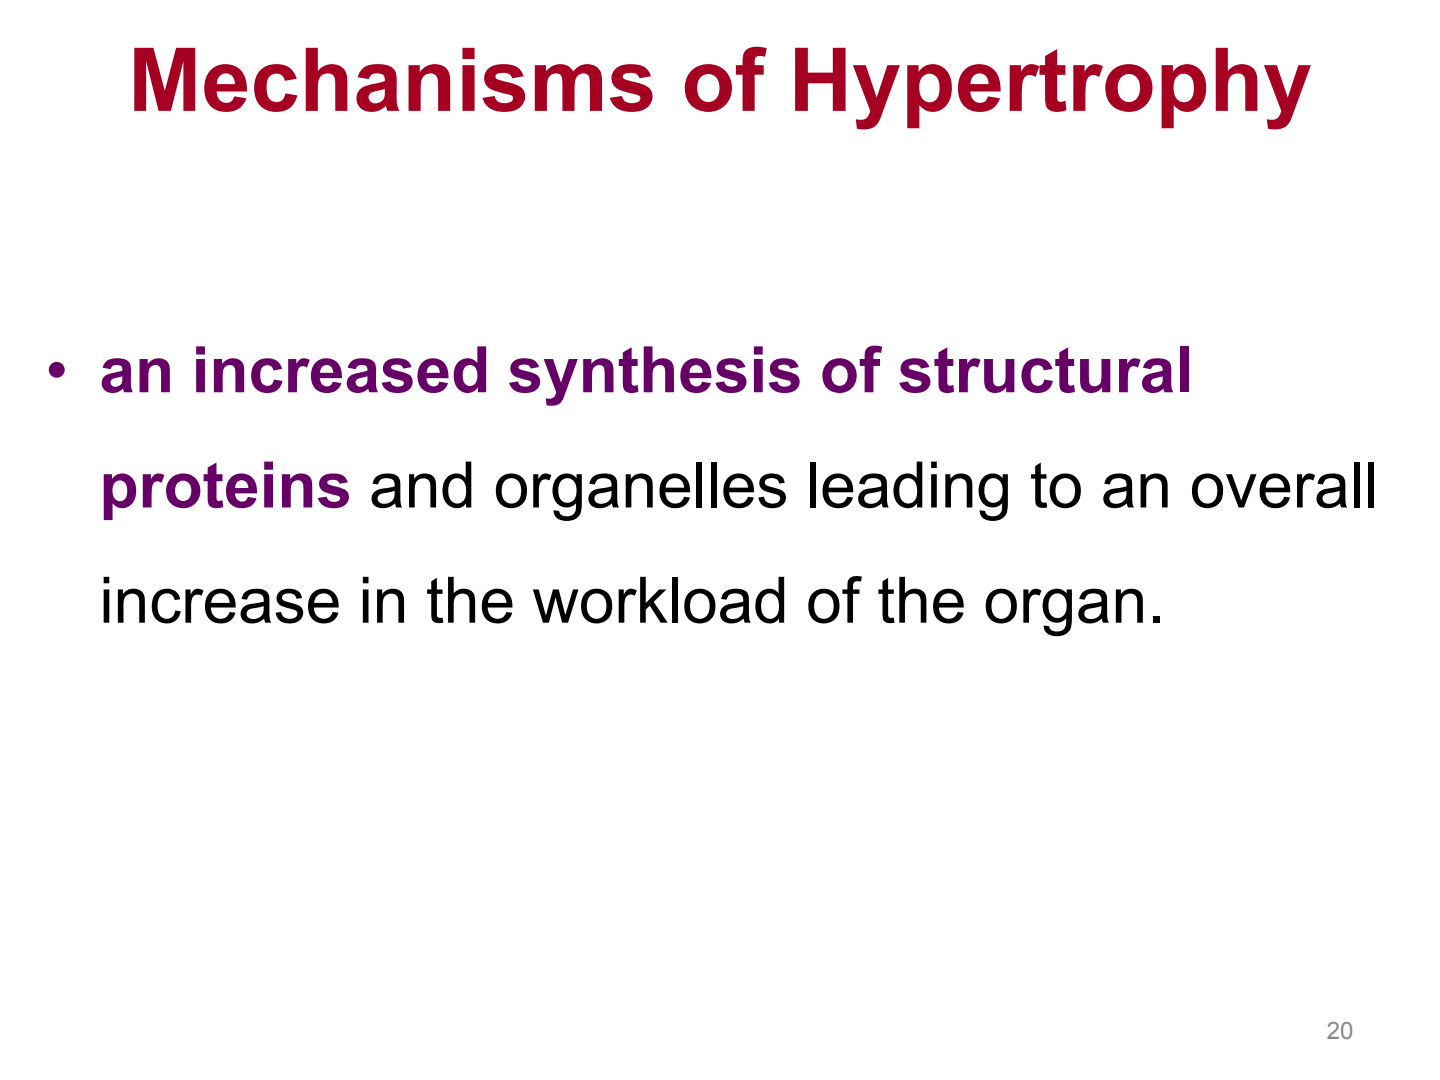 Mechanisms of Hypertrophy
• an increased synthesis of structural
proteins and organelles leading to an overall
increase in the workload of the organ.
20